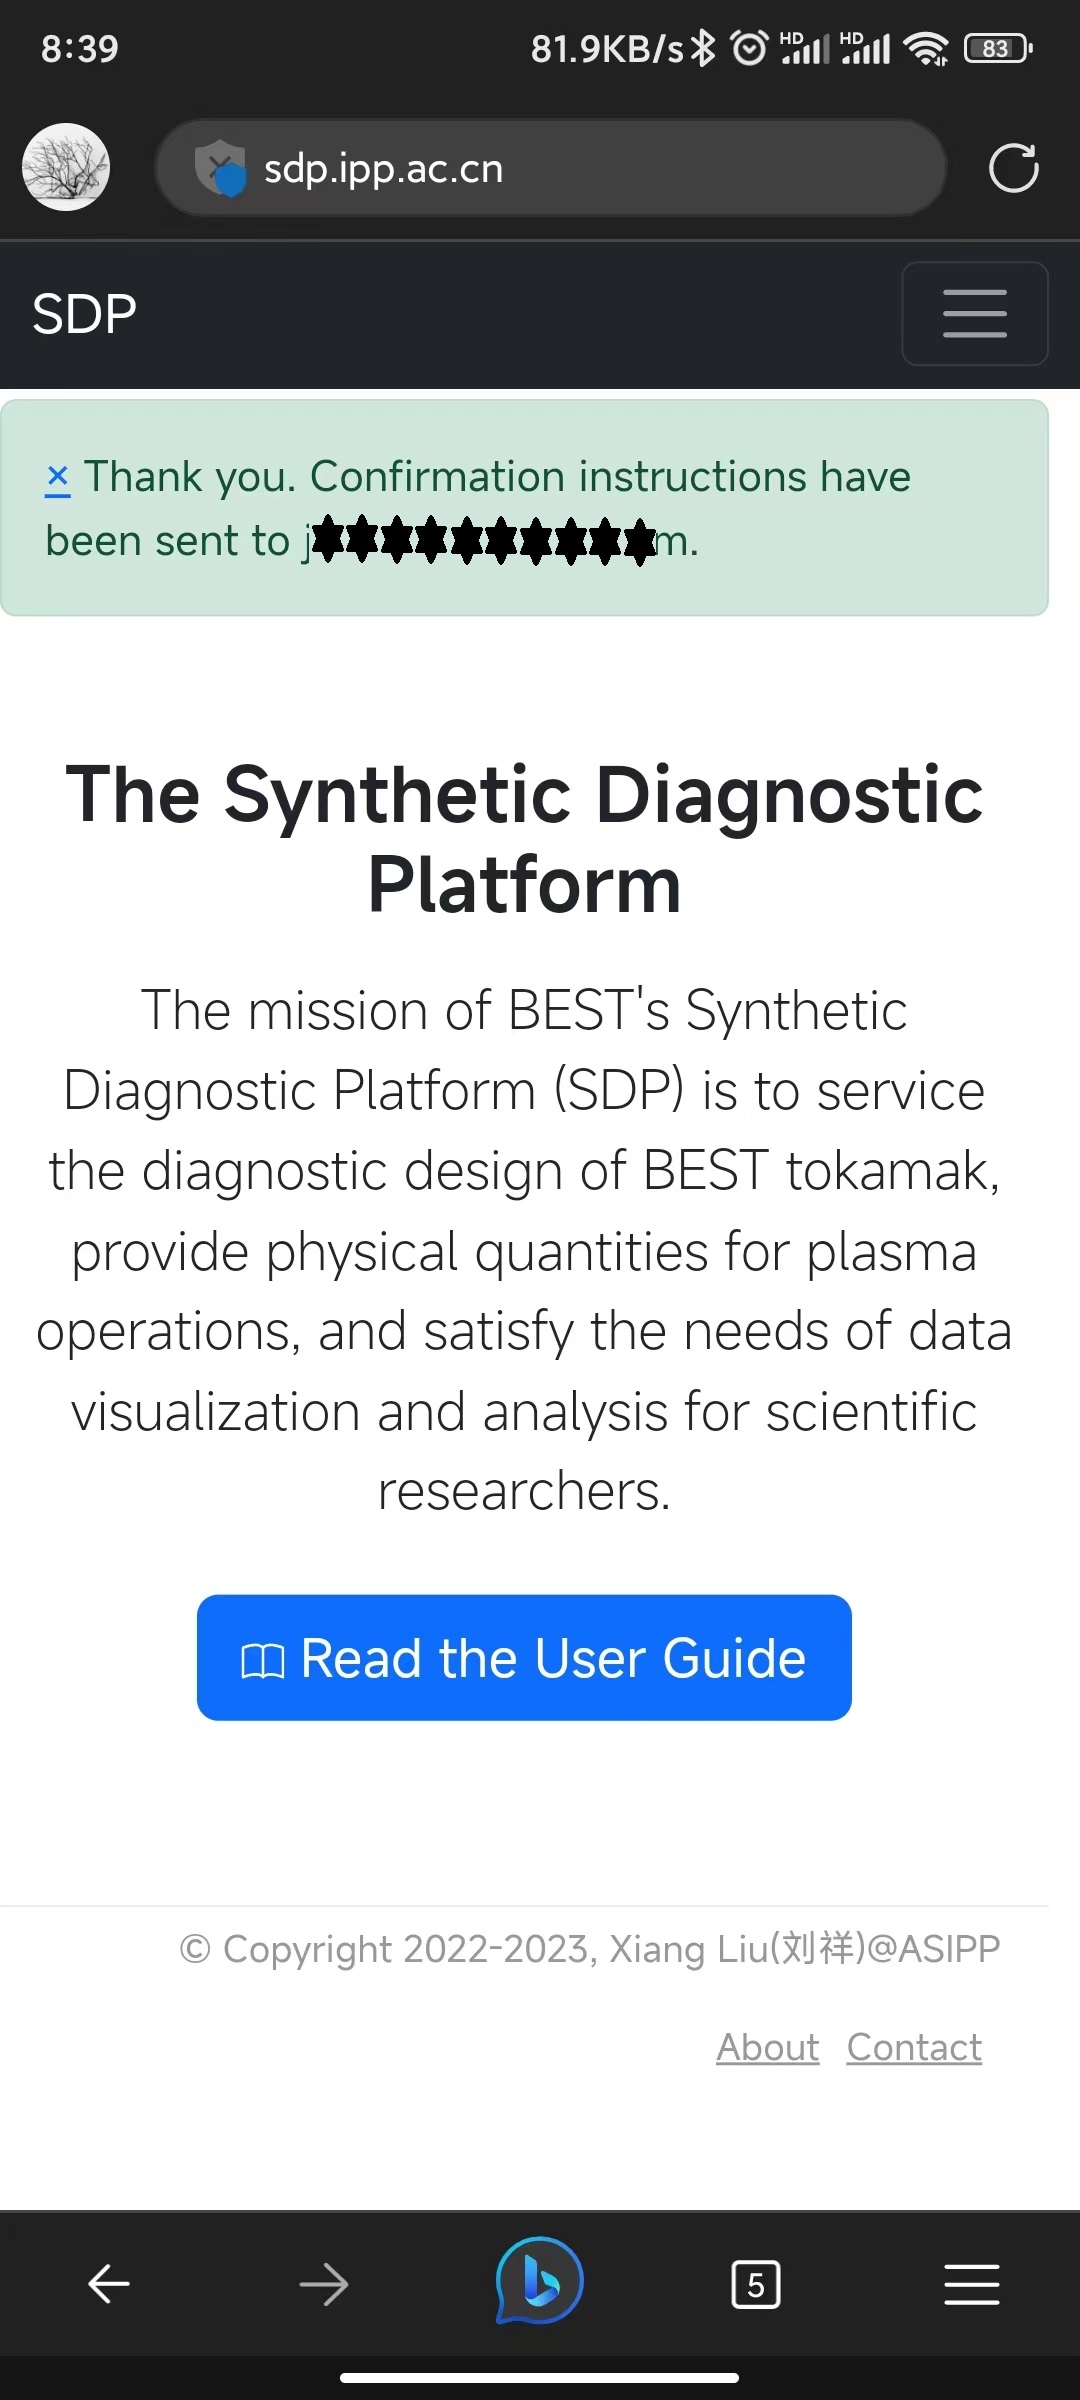 8:39
81.9KB/s HD HD 83
sdp.ipp.ac.cn
SDP
× Thank you. Confirmation instructions have
been sent to j m.
The Synthetic Diagnostic
Platform
The mission of BEST's Synthetic
Diagnostic Platform (SDP) is to service
the diagnostic design of BEST tokamak,
provide physical quantities for plasma
operations, and satisfy the needs of data
visualization and analysis for scientific
researchers.
Read the User Guide
© Copyright 2022-2023, Xiang Liu(刘祥)@ASIPP
About Contact
5